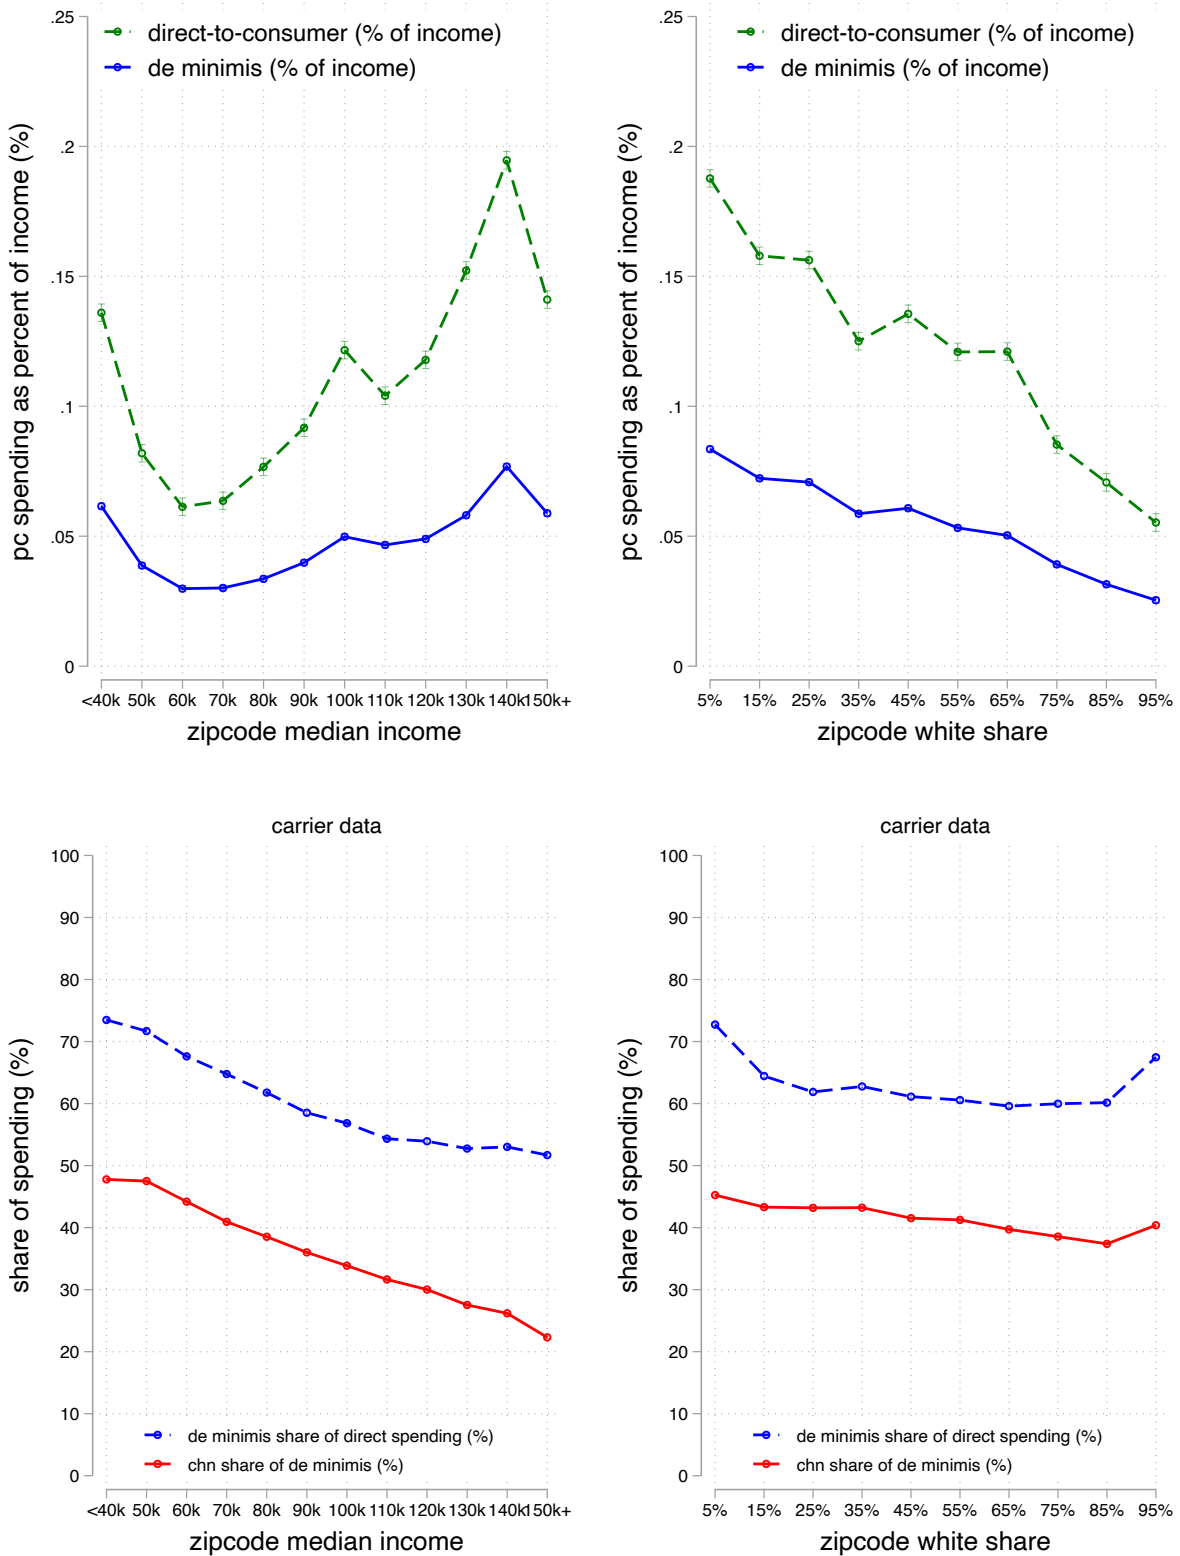 direct-to-consumer (% of income)
de minimis (% of income)
pc spending as percent of income (%)
.25
.2
.15
.1
.05
0
<40k 50k 60k 70k 80k 90k 100k 110k 120k 130k 140k 150k+
zipcode median income
direct-to-consumer (% of income)
de minimis (% of income)
pc spending as percent of income (%)
.25
.2
.15
.1
.05
0
5% 15% 25% 35% 45% 55% 65% 75% 85% 95%
zipcode white share
carrier data
share of spending (%)
100
90
80
70
60
50
40
30
20
10
0
de minimis share of direct spending (%)
chn share of de minimis (%)
<40k 50k 60k 70k 80k 90k 100k 110k 120k 130k 140k 150k+
zipcode median income
carrier data
share of spending (%)
100
90
80
70
60
50
40
30
20
10
0
de minimis share of direct spending (%)
chn share of de minimis (%)
5% 15% 25% 35% 45% 55% 65% 75% 85% 95%
zipcode white share